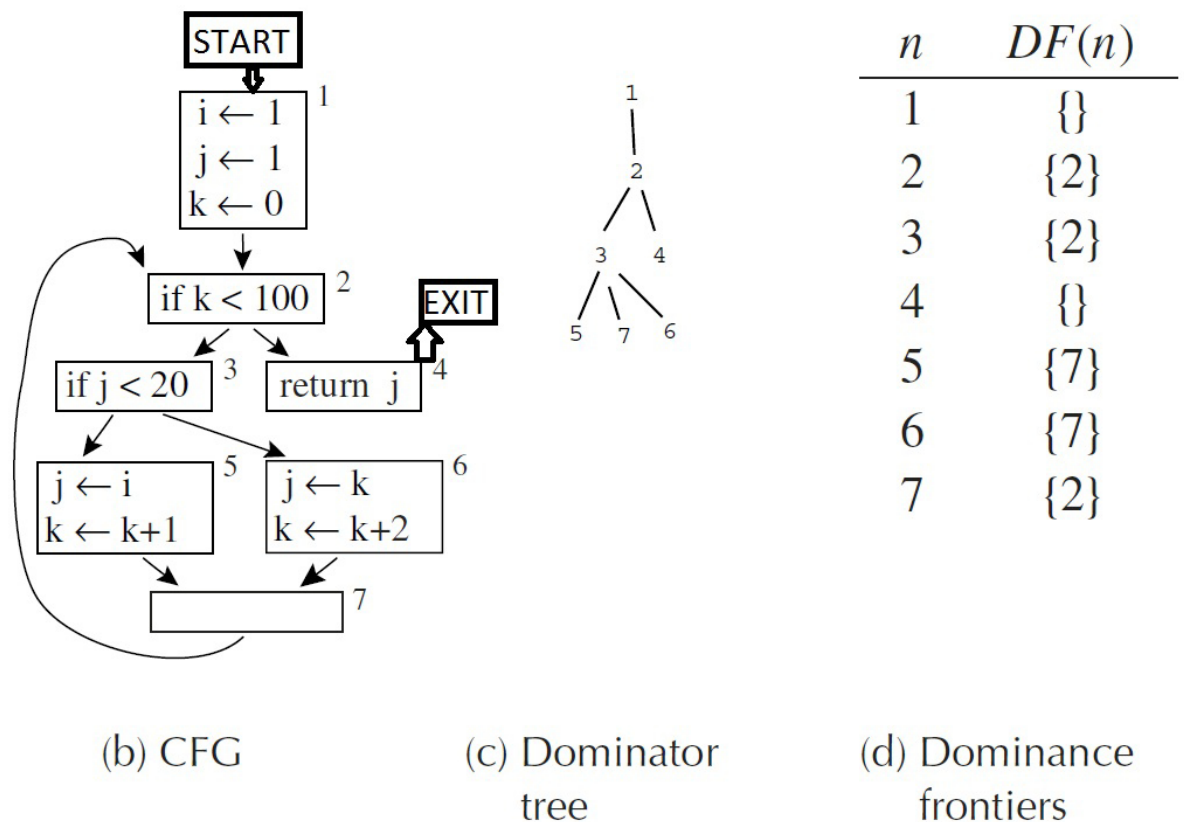 START
1
i ← 1
j ← 1
k ← 0
if k < 100
2
EXIT
if j < 20
3
return j
4
j ← i
k ← k+1
5
j ← k
k ← k+2
6
7
(b) CFG
1
2
3 4
5 7 6
(c) Dominator
tree
n DF(n)
1 {}
2 {2}
3 {2}
4 {}
5 {7}
6 {7}
7 {2}
(d) Dominance
frontiers